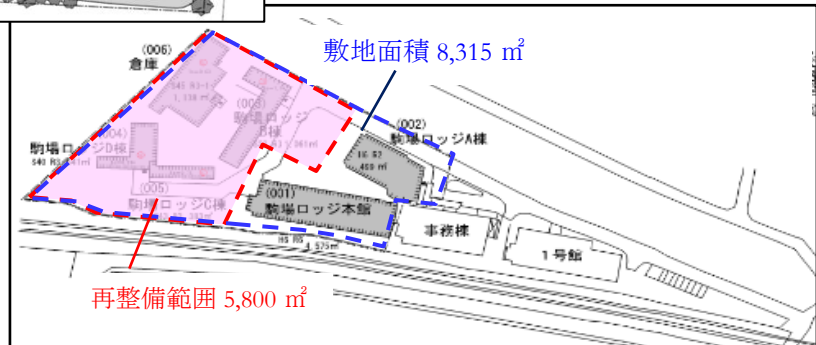 (006)
倉庫
敷地面積 8,315 ㎡
(003)
駒場ロッジ
B棟
(002)
駒場ロッジA棟
(004)
駒場ロッジD棟
469 ㎡
(005)
駒場ロッジC棟
(001)
駒場ロッジ本館
事務棟
1号館
再整備範囲 5,800 ㎡